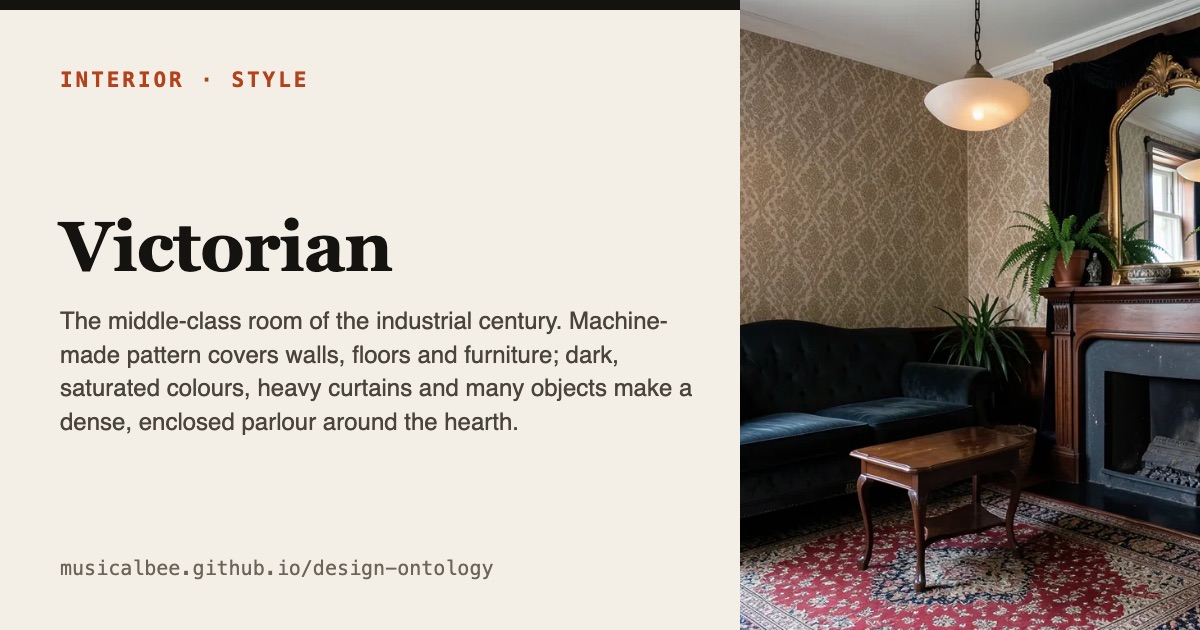 INTERIOR · STYLE
Victorian
The middle-class room of the industrial century. Machine-
made pattern covers walls, floors and furniture; dark,
saturated colours, heavy curtains and many objects make a
dense, enclosed parlour around the hearth.
musicalbee.github.io/design-ontology